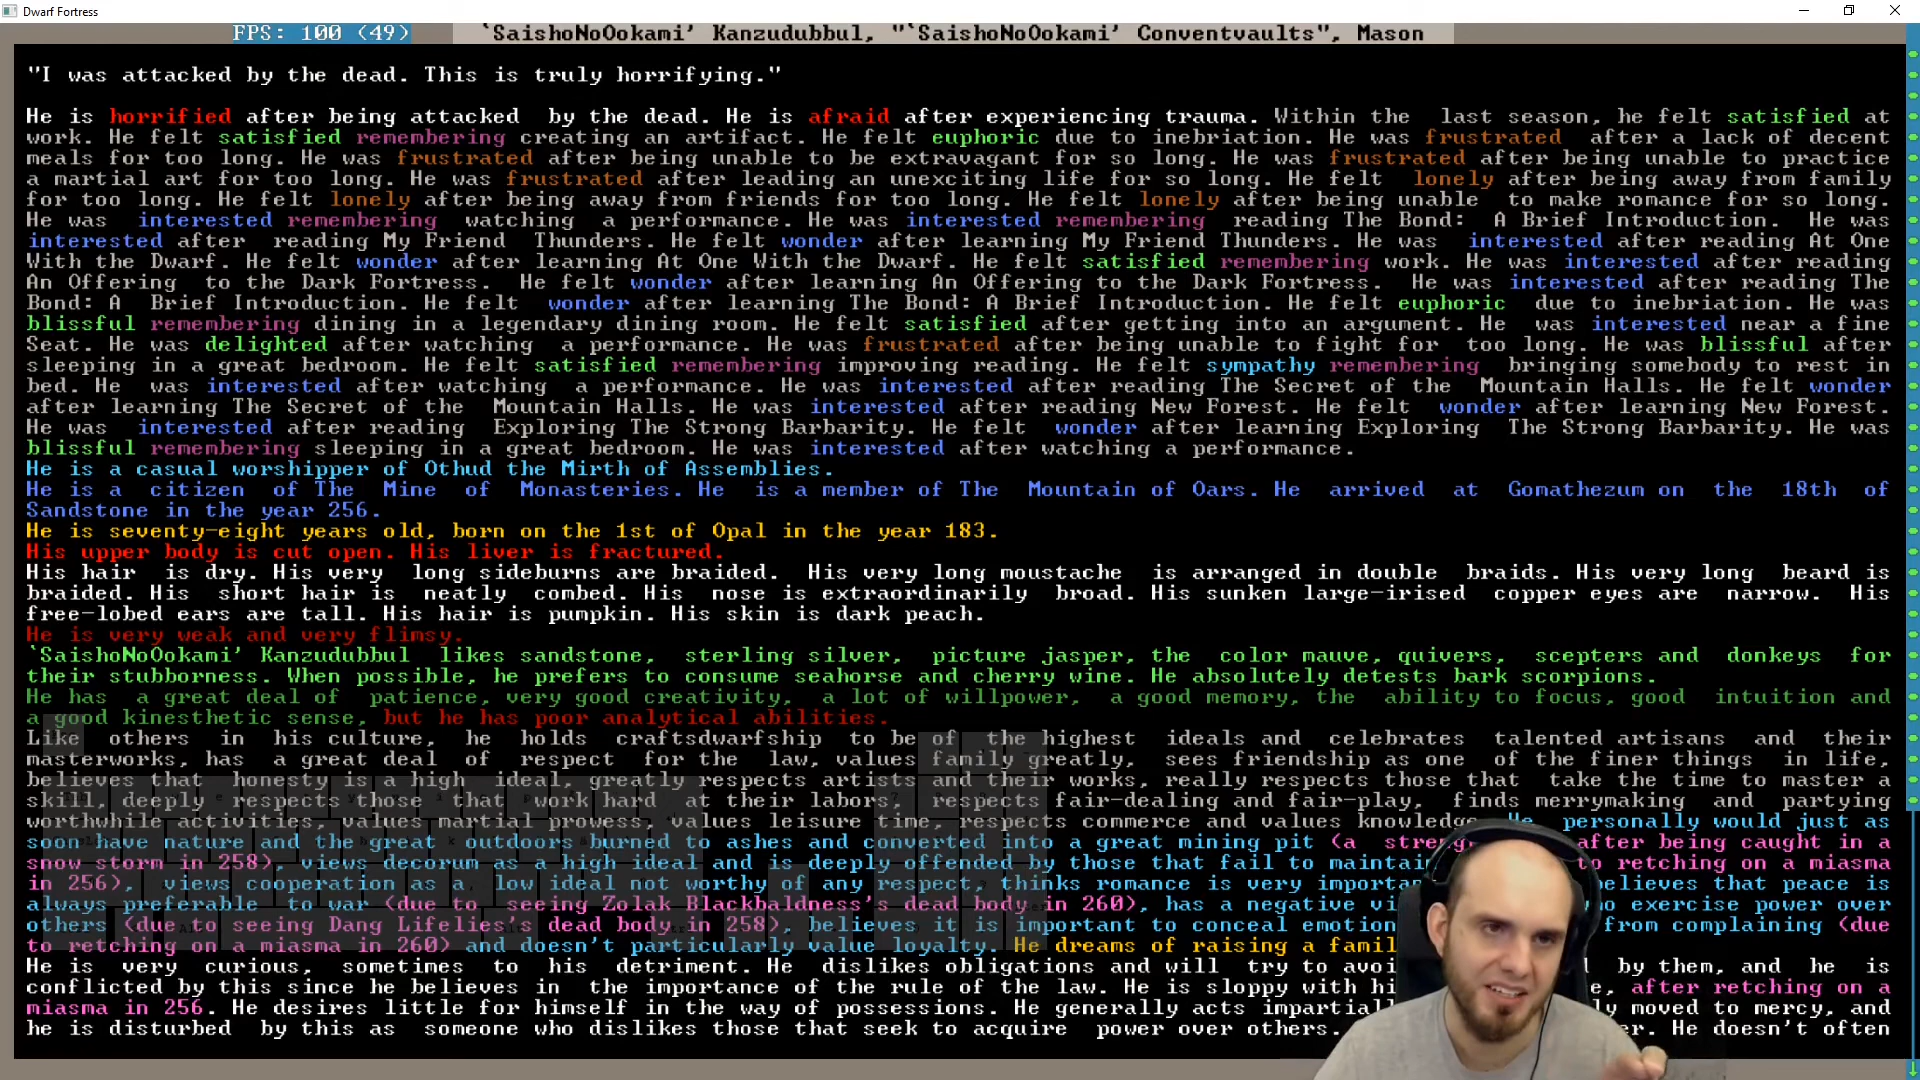 Dwarf Fortress
FPS: 100 (49)
`SaishoNoOokami' Kanzudubbul, "`SaishoNoOokami' Conventvaults", Mason
"I was attacked by the dead. This is truly horrifying."
He is horrified after being attacked by the dead. He is afraid after experiencing trauma. Within the last season, he felt satisfied at
work. He felt satisfied remembering creating an artifact. He felt euphoric due to inebriation. He was frustrated after a lack of decent
meals for too long. He was frustrated after being unable to be extravagant for so long. He was frustrated after being unable to practice
a martial art for too long. He was frustrated after leading an unexciting life for so long. He felt lonely after being away from family
for too long. He felt lonely after being away from friends for too long. He felt lonely after being unable to make romance for so long.
He was interested remembering watching a performance. He was interested remembering reading The Bond: A Brief Introduction. He was
interested after reading My Friend Thunders. He felt wonder after learning My Friend Thunders. He was interested after reading At One
With the Dwarf. He felt wonder after learning At One With the Dwarf. He felt satisfied remembering work. He was interested after reading
An Offering to the Dark Fortress. He felt wonder after learning An Offering to the Dark Fortress. He was interested after reading The
Bond: A Brief Introduction. He felt wonder after learning The Bond: A Brief Introduction. He felt euphoric due to inebriation. He was
blissful remembering dining in a legendary dining room. He felt satisfied after getting into an argument. He was interested near a fine
Seat. He was delighted after watching a performance. He was frustrated after being unable to fight for too long. He was blissful after
sleeping in a great bedroom. He felt satisfied remembering improving reading. He felt sympathy remembering bringing somebody to rest in
bed. He was interested after watching a performance. He was interested after reading The Secret of the Mountain Halls. He felt wonder
after learning The Secret of the Mountain Halls. He was interested after reading New Forest. He felt wonder after learning New Forest.
He was interested after reading Exploring The Strong Barbarity. He felt wonder after learning Exploring The Strong Barbarity. He was
blissful remembering sleeping in a great bedroom. He was interested after watching a performance.
He is a casual worshipper of Othud the Mirth of Assemblies.
He is a citizen of The Mine of Monasteries. He is a member of The Mountain of Oars. He arrived at Gomathezum on the 18th of
Sandstone in the year 256.
He is seventy-eight years old, born on the 1st of Opal in the year 183.
His upper body is cut open. His liver is fractured.
His hair is dry. His very long sideburns are braided. His very long moustache is arranged in double braids. His very long beard is
braided. His short hair is neatly combed. His nose is extraordinarily broad. His sunken large-irised copper eyes are narrow. His
free-lobed ears are tall. His hair is pumpkin. His skin is dark peach.
He is very weak and very flimsy.
`SaishoNoOokami' Kanzudubbul likes sandstone, sterling silver, picture jasper, the color mauve, quivers, scepters and donkeys for
their stubborness. When possible, he prefers to consume seahorse and cherry wine. He absolutely detests bark scorpions.
He has a great deal of patience, very good creativity, a lot of willpower, a good memory, the ability to focus, good intuition and
a good kinesthetic sense, but he has poor analytical abilities.
Like others in his culture, he holds craftsdwarfship to be of the highest ideals and celebrates talented artisans and their
masterworks, has a great deal of respect for the law, values family greatly, sees friendship as one of the finer things in life,
believes that honesty is a high ideal, greatly respects artists and their works, really respects those that take the time to master a
skill, deeply respects those that work hard at their labors, respects fair-dealing and fair-play, finds merrymaking and partying
worthwhile activities, values martial prowess, values leisure time, respects commerce and values knowledge. He personally would just as
soon have nature and the great outdoors burned to ashes and converted into a great mining pit (a after being caught in a
snow storm in 258), views decorum as a high ideal and is deeply offended by those that fail to to retching on a miasma
in 256), views cooperation as a low ideal not worthy of any respect, thinks romance is very believes that peace is
always preferable to war (due to seeing Zolak Blackbaldness's dead body in 260), has a negative who exercise power over
others (due to seeing Dang Lifelies's dead body in 258), believes it is important to conceal from complaining (due
to retching on a miasma in 260) and doesn't particularly value loyalty. He dreams of raising a
He is very curious, sometimes to his detriment. He dislikes obligations and will try to by them, and he is
conflicted by this since he believes in the importance of the rule of the law. He is sloppy with after retching on a
miasma in 256. He desires little for himself in the way of possessions. He generally acts moved to mercy, and
he is disturbed by this as someone who dislikes those that seek to acquire power over others. He doesn't often